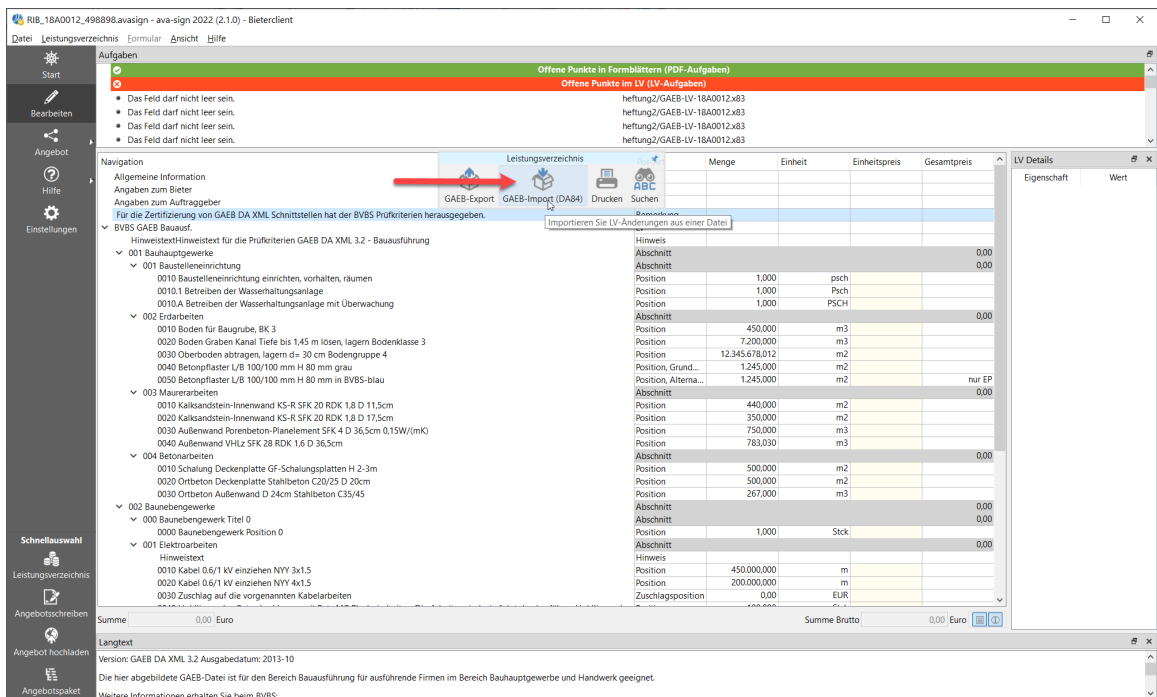 RIB_18A0012_498898.avasign - ava-sign 2022 (2.1.0) - Bieterclient
Datei Leistungsverzeichnis Formular Ansicht Hilfe
Start
Bearbeiten
Angebot
Hilfe
Einstellungen
Schnellauswahl
Leistungsverzeichnis
Angebotsschreiben
Angebot hochladen
Angebotspaket
Aufgaben
Offene Punkte in Formblättern (PDF-Aufgaben)
Offene Punkte im LV (LV-Aufgaben)
Das Feld darf nicht leer sein. heftung2/GAEB-LV-18A0012.x83
Das Feld darf nicht leer sein. heftung2/GAEB-LV-18A0012.x83
Das Feld darf nicht leer sein. heftung2/GAEB-LV-18A0012.x83
Das Feld darf nicht leer sein. heftung2/GAEB-LV-18A0012.x83
Leistungsverzeichnis
GAEB-Export GAEB-Import (DA84) Drucken Suchen
ABC
Importieren Sie LV-Änderungen aus einer Datei
Navigation Menge Einheit Einheitspreis Gesamtpreis
Allgemeine Information
Angaben zum Bieter
Angaben zum Auftraggeber
Für die Zertifizierung von GAEB DA XML Schnittstellen hat der BVBS Prüfkriterien herausgegeben.
BVBS GAEB Bauausf.
HinweistextHinweistext für die Prüfkriterien GAEB DA XML 3.2 - Bauausführung Hinweis
001 Bauhauptgewerke Abschnitt 0,00
001 Baustelleneinrichtung Abschnitt 0,00
0010 Baustelleneinrichtung einrichten, vorhalten, räumen Position 1,000 psch
0010.1 Betreiben der Wasserhaltungsanlage Position 1,000 Psch
0010.A Betreiben der Wasserhaltungsanlage mit Überwachung Position 1,000 PSCH
002 Erdarbeiten Abschnitt 0,00
0010 Boden für Baugrube, BK 3 Position 450,000 m3
0020 Boden Graben Kanal Tiefe bis 1,45 m lösen, lagern Bodenklasse 3 Position 7.200,000 m3
0030 Oberboden abtragen, lagern d= 30 cm Bodengruppe 4 Position 12.345.678,012 m2
0040 Betonpflaster L/B 100/100 mm H 80 mm grau Position, Grund... 1.245,000 m2
0050 Betonpflaster L/B 100/100 mm H 80 mm in BVBS-blau Position, Alterna... 1.245,000 m2 nur EP
003 Maurerarbeiten Abschnitt 0,00
0010 Kalksandstein-Innenwand KS-R SFK 20 RDK 1,8 D 11,5cm Position 440,000 m2
0020 Kalksandstein-Innenwand KS-R SFK 20 RDK 1,8 D 17,5cm Position 350,000 m2
0030 Außenwand Porenbeton-Planelement SFK 4 D 36,5cm 0,15W/(mK) Position 750,000 m3
0040 Außenwand VHLz SFK 28 RDK 1,6 D 36,5cm Position 783,030 m3
004 Betonarbeiten Abschnitt 0,00
0010 Schalung Deckenplatte GF-Schalungsplatten H 2-3m Position 500,000 m2
0020 Ortbeton Deckenplatte Stahlbeton C20/25 D 20cm Position 500,000 m2
0030 Ortbeton Außenwand D 24cm Stahlbeton C35/45 Position 267,000 m3
002 Baunebengewerke Abschnitt 0,00
000 Baunebengewerk Titel 0 Abschnitt 0,00
0000 Baunebengewerk Position 0 Position 1,000 Stck
001 Elektroarbeiten Abschnitt 0,00
Hinweistext Hinweis
0010 Kabel 0.6/1 kV einziehen NYY 3x1.5 Position 450.000,000 m
0020 Kabel 0.6/1 kV einziehen NYY 4x1.5 Position 200.000,000 m
0030 Zuschlag auf die vorgenannten Kabelarbeiten Zuschlagsposition 0,00 EUR
Summe 0,00 Euro Summe Brutto 0,00 Euro
LV Details
Eigenschaft Wert
Langtext
Version: GAEB DA XML 3.2 Ausgabedatum: 2013-10
Die hier abgebildete GAEB-Datei ist für den Bereich Bauausführung für ausführende Firmen im Bereich Bauhauptgewerbe und Handwerk geeignet.
Weitere Informationen erhalten Sie beim BVBS: